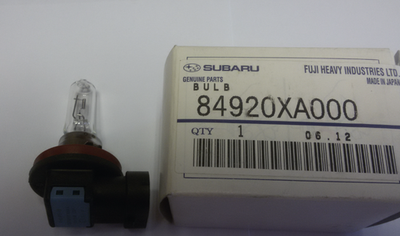 SUBARU
GENUINE PARTS
FUJI HEAVY INDUSTRIES LTD.
MADE IN JAPAN
BULB
84920XA000
QTY 1 06.12